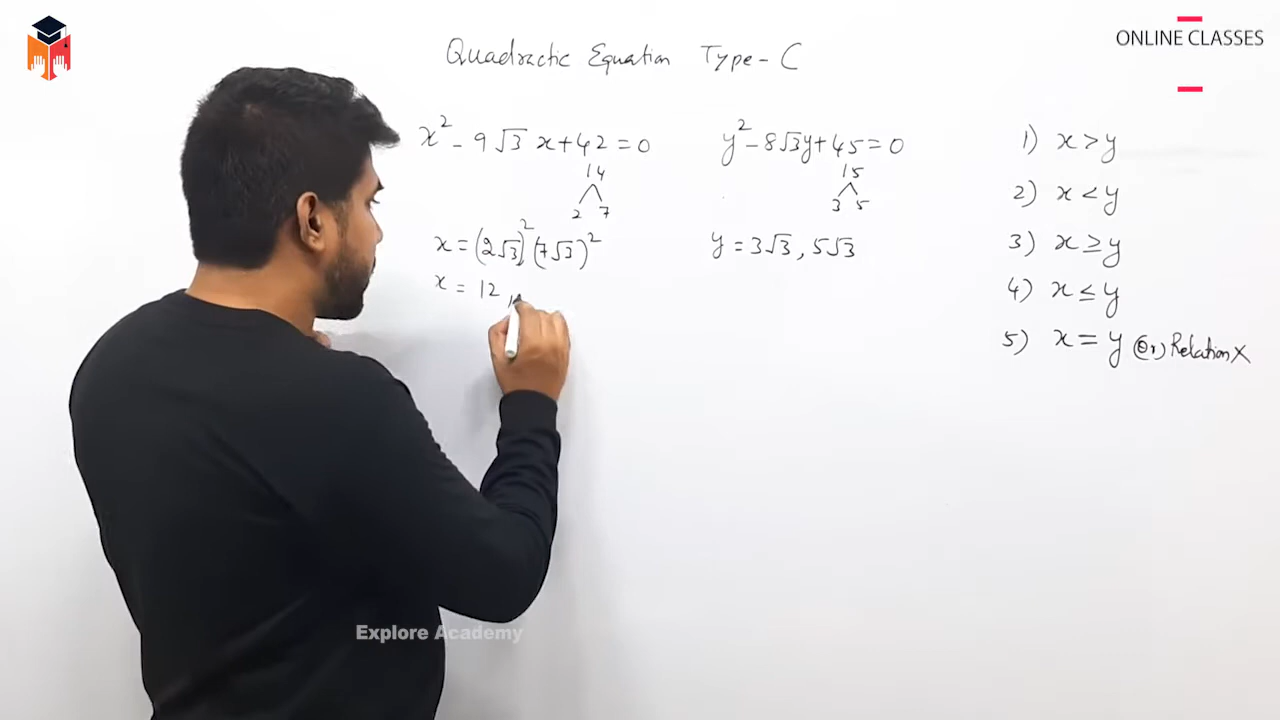 ONLINE CLASSES
Quadractic Equation Type - C
x² - 9√3 x + 42 = 0
14
2 7
x = (2√3)², (7√3)²
x = 12,
y² - 8√3y + 45 = 0
15
3 5
y = 3√3, 5√3
1) x > y
2) x < y
3) x ≥ y
4) x ≤ y
5) x = y (or) Relation X
Explore Academy